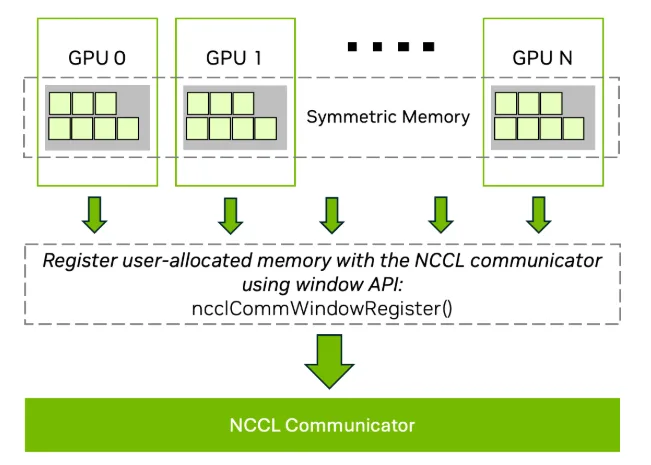 GPU 0
GPU 1
GPU N
Symmetric Memory
Register user-allocated memory with the NCCL communicator
using window API:
ncclCommWindowRegister()
NCCL Communicator